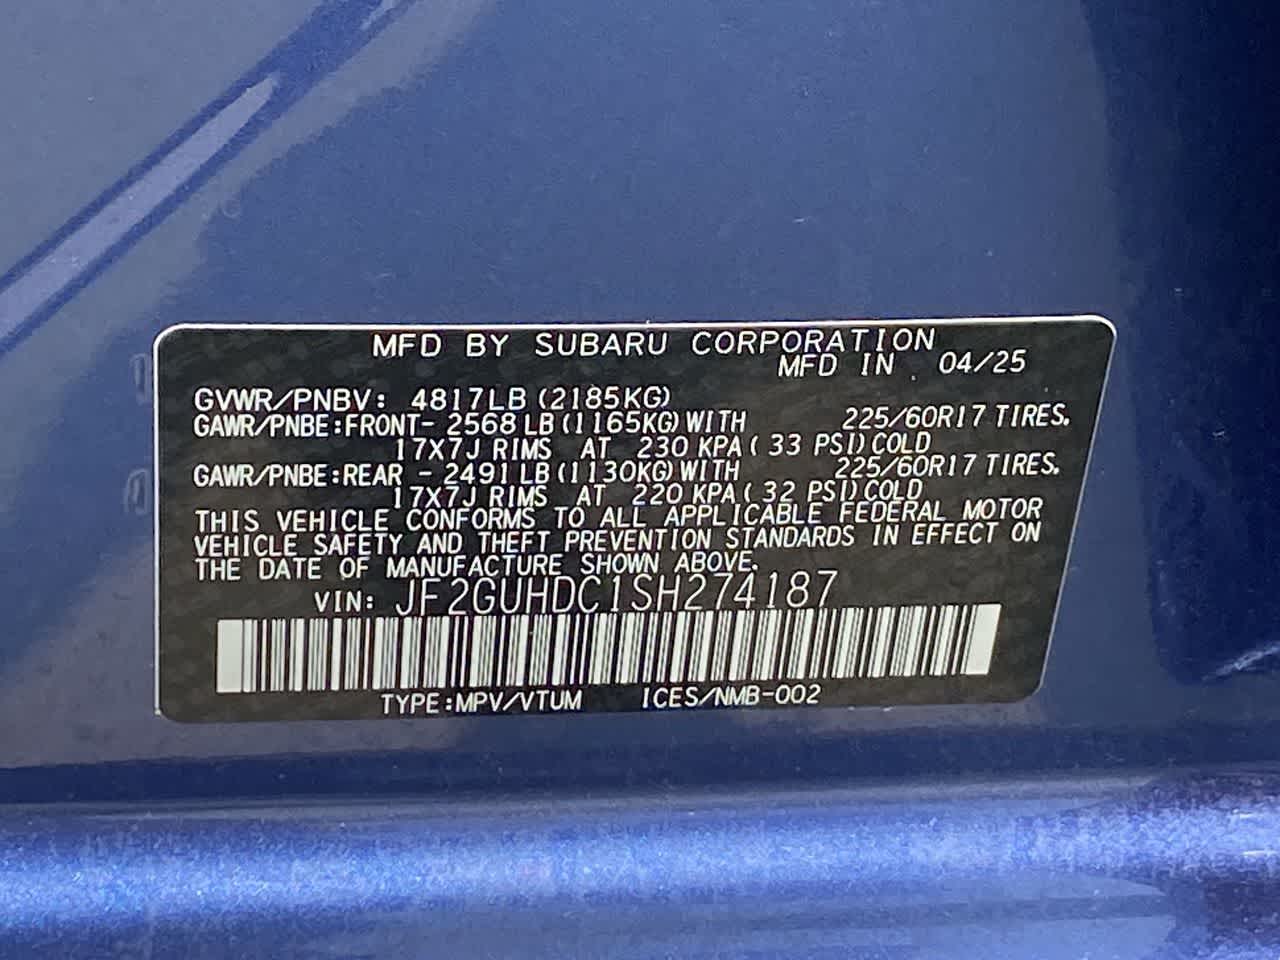 MFD BY SUBARU CORPORATION
MFD IN 04/25
GVWR/PNBV: 4817LB (2185KG)
GAWR/PNBE:FRONT- 2568 LB (1165KG) WITH 225/60R17 TIRES.
17X7J RIMS AT 230 KPA ( 33 PSI) COLD
GAWR/PNBE:REAR - 2491 LB (1130KG) WITH 225/60R17 TIRES.
17X7J RIMS AT 220 KPA ( 32 PSI) COLD
THIS VEHICLE CONFORMS TO ALL APPLICABLE FEDERAL MOTOR
VEHICLE SAFETY AND THEFT PREVENTION STANDARDS IN EFFECT ON
THE DATE OF MANUFACTURE SHOWN ABOVE.
VIN: JF2GUHDC1SH274187
TYPE:MPV/VTUM ICES/NMB-002